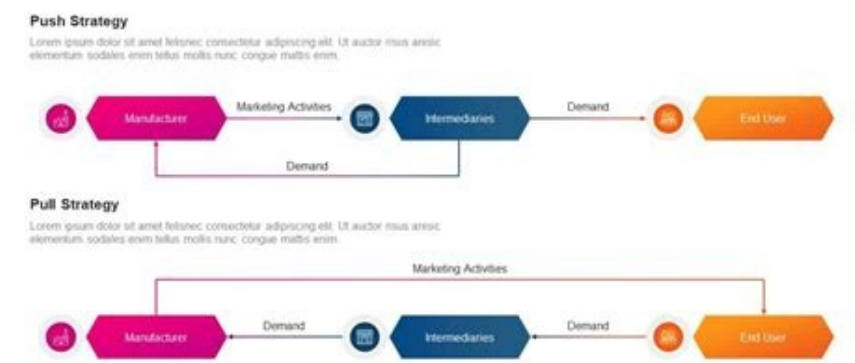 Push Strategy
Lorem ipsum dolor sit amet felisnec consectetur adipiscing elit. Ut auctor risus
elementum sodales enim tellus mollis nunc congue mattis enim.
Marketing Activities
Demand
Manufacturer
Intermediaries
End User
Demand
Pull Strategy
Lorem ipsum dolor sit amet felisnec consectetur adipiscing elit. Ut auctor risus
elementum sodales enim tellus mollis nunc congue mattis enim.
Marketing Activities
Demand
Demand
Manufacturer
Intermediaries
End User